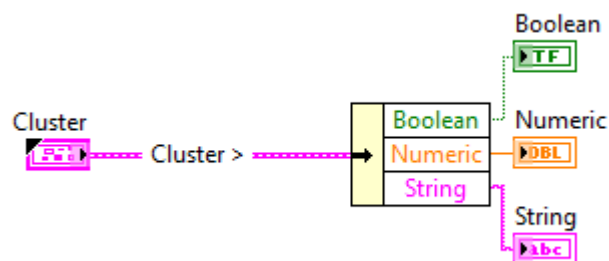 Boolean
TF
Cluster
Cluster >
Boolean
Numeric
Numeric
DBL
String
String
abc